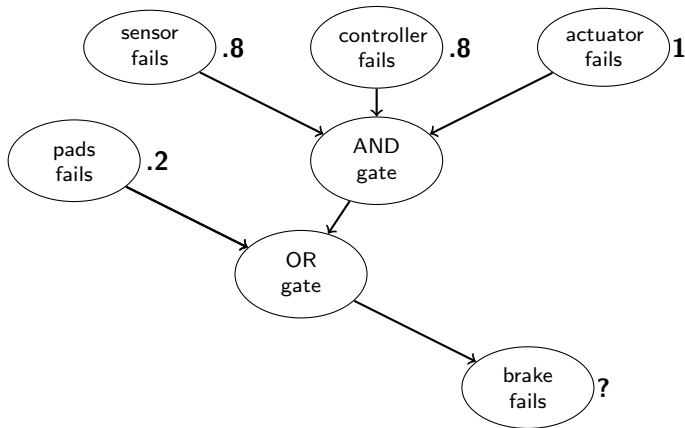 sensor
fails
.8
controller
fails
.8
actuator
fails
1
AND
gate
pads
fails
.2
OR
gate
brake
fails
?